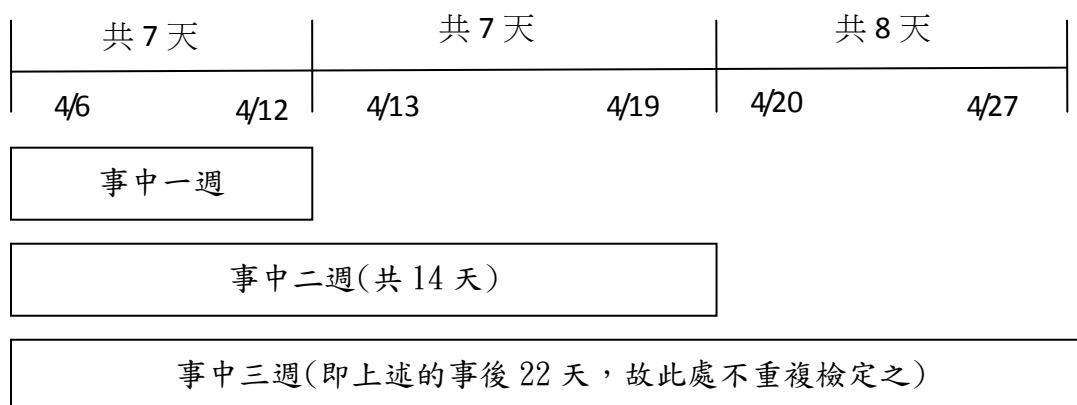 共 7 天 共 7 天 共 8 天
4/6 4/12 4/13 4/19 4/20 4/27
事中一週
事中二週(共 14 天)
事中三週(即上述的事後 22 天，故此處不重複檢定之)